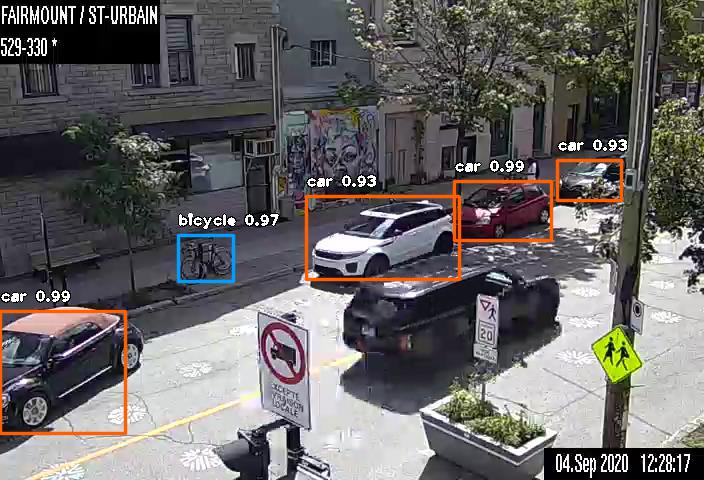 FAIRMOUNT / ST-URBAIN
529-330 *
car 0.93
car 0.99
car 0.93
bicycle 0.97
car 0.99
20
EXCEPTÉ
LIVRAISON
LOCALE
04.Sep 2020 12:28:17